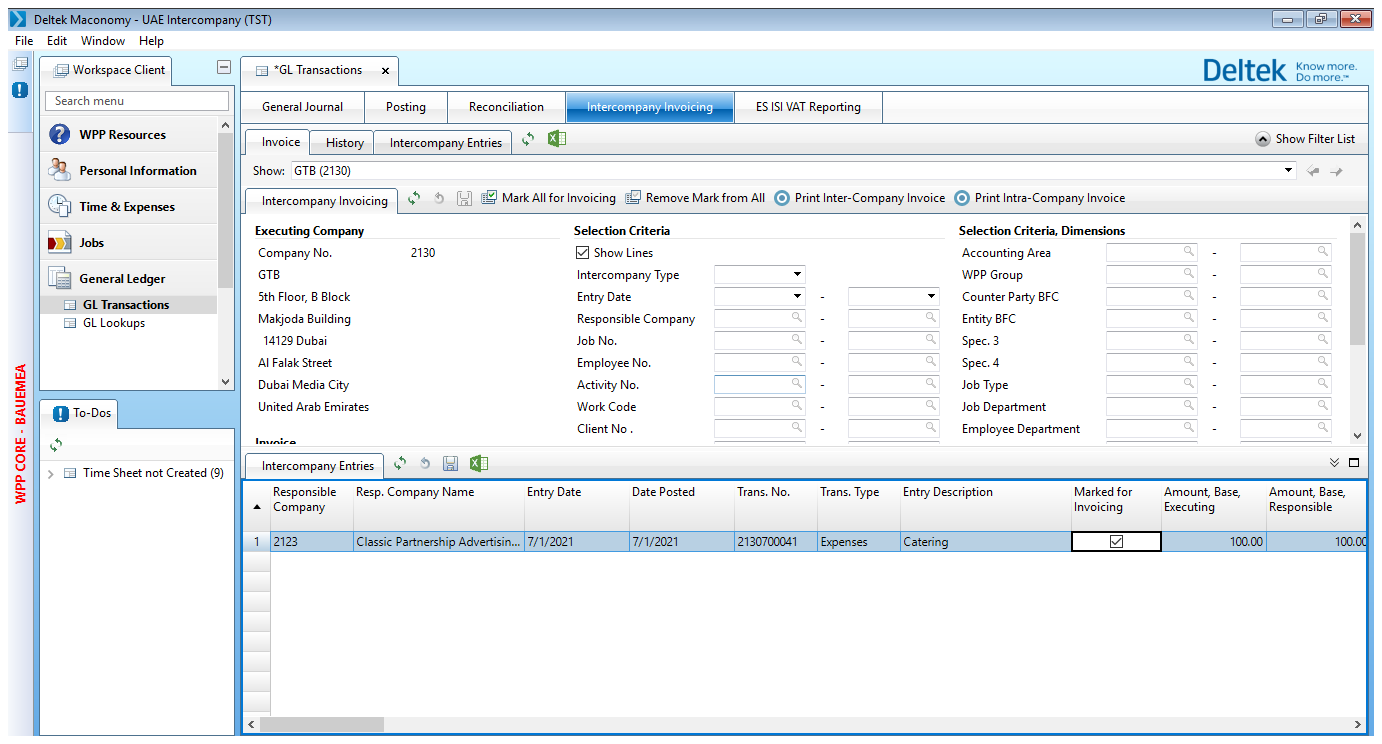 Deltek Maconomy - UAE Intercompany (TST)
File Edit Window Help
Workspace Client
Search menu
WPP Resources
Personal Information
Time & Expenses
Jobs
General Ledger
GL Transactions
GL Lookups
To-Dos
Time Sheet not Created (9)
WPP CORE - BAUEMEA
*GL Transactions x
Deltek Know more.
Do more.™
General Journal Posting Reconciliation Intercompany Invoicing ES ISI VAT Reporting
Invoice History Intercompany Entries Show Filter List
Show: GTB (2130)
Intercompany Invoicing Mark All for Invoicing Remove Mark from All Print Inter-Company Invoice Print Intra-Company Invoice
Executing Company
Company No. 2130
GTB
5th Floor, B Block
Makjoda Building
14129 Dubai
Al Falak Street
Dubai Media City
United Arab Emirates
Invoice
Selection Criteria
Show Lines
Intercompany Type
Entry Date -
Responsible Company -
Job No. -
Employee No. -
Activity No. -
Work Code -
Client No . -
Selection Criteria, Dimensions
Accounting Area -
WPP Group -
Counter Party BFC -
Entity BFC -
Spec. 3 -
Spec. 4 -
Job Type -
Job Department -
Employee Department -
Intercompany Entries
Responsible Resp. Company Name Entry Date Date Posted Trans. No. Trans. Type Entry Description Marked for Amount, Base, Amount, Base,
Company Invoicing Executing Responsible
1 2123 Classic Partnership Advertisin... 7/1/2021 7/1/2021 2130700041 Expenses Catering 100.00 100.00